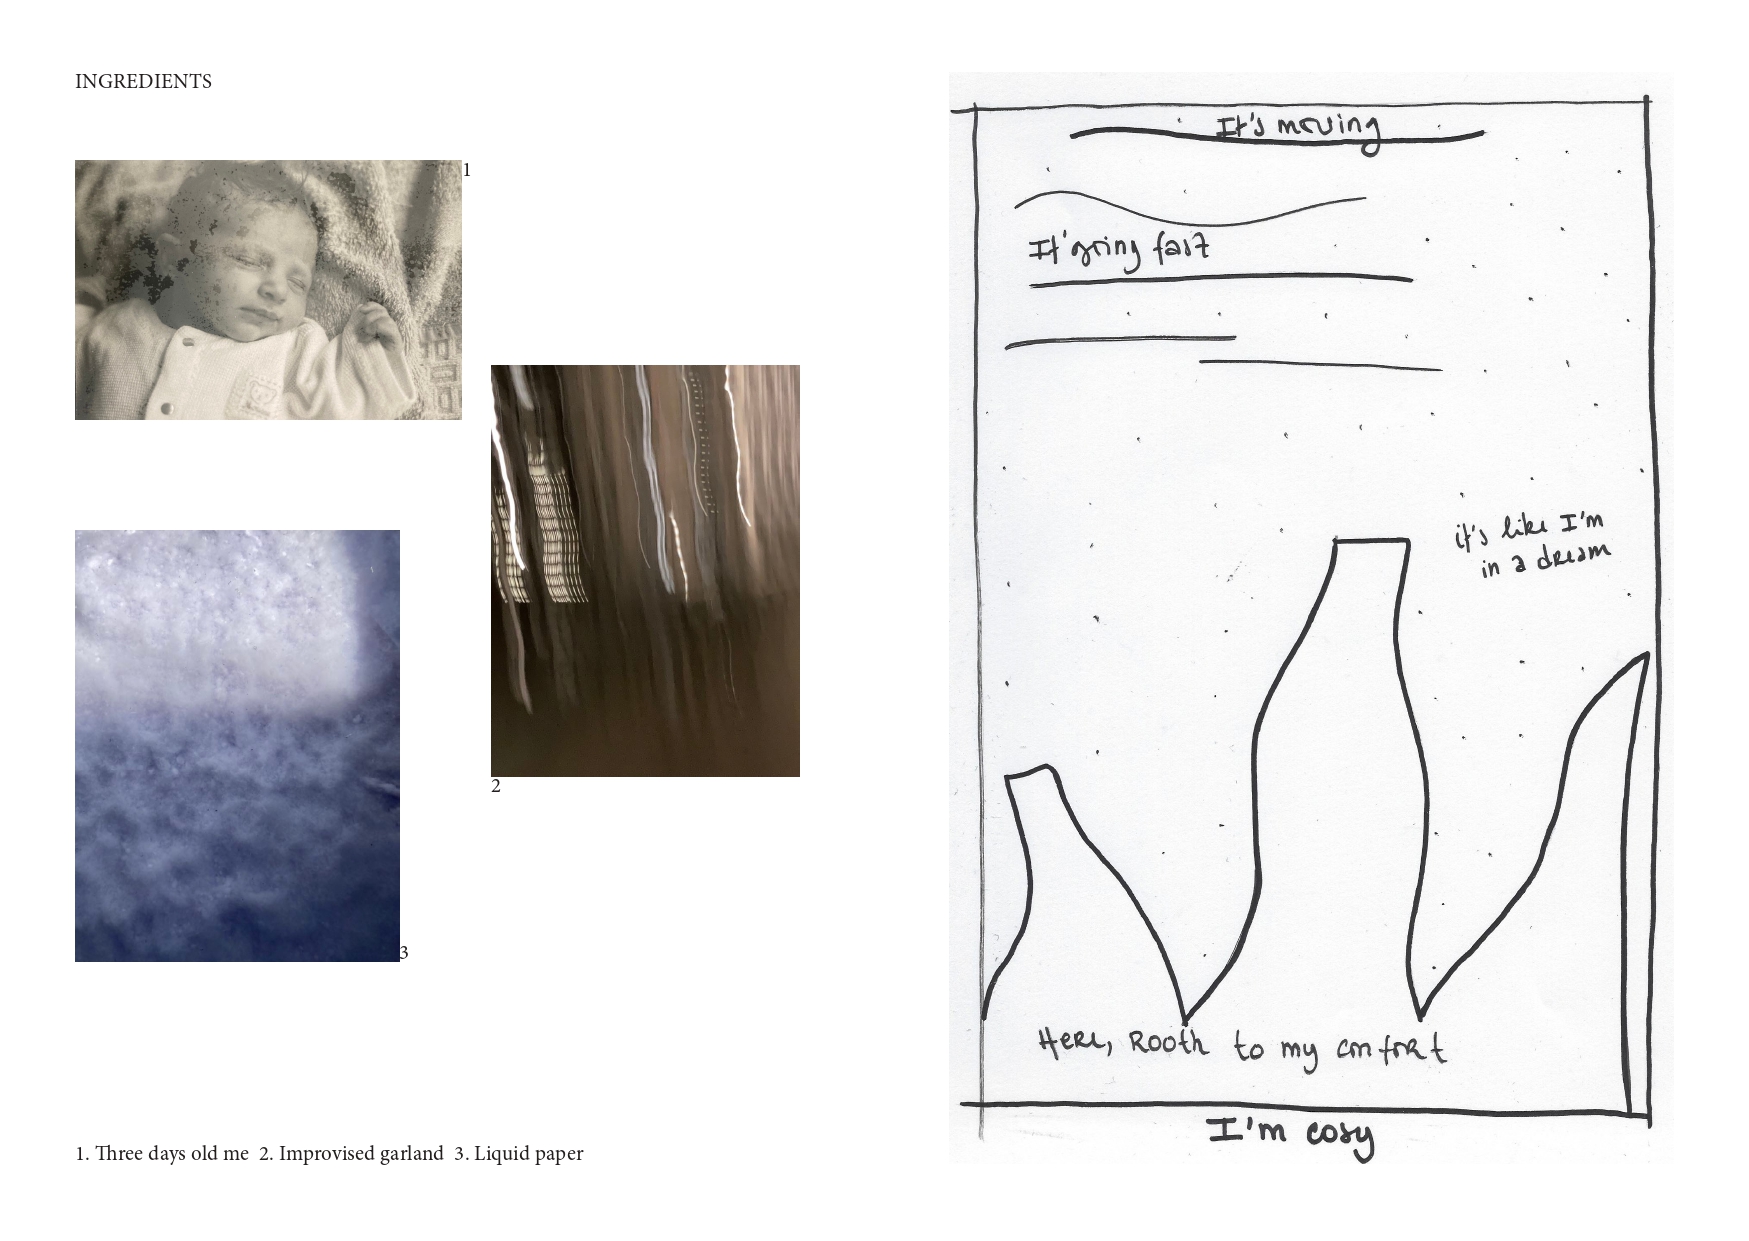 INGREDIENTS
1
2
3
1. Three days old me 2. Improvised garland 3. Liquid paper
It's moving
It' going fast
it's like I'm
in a dream
Here, Rooth to my confort
I'm cosy